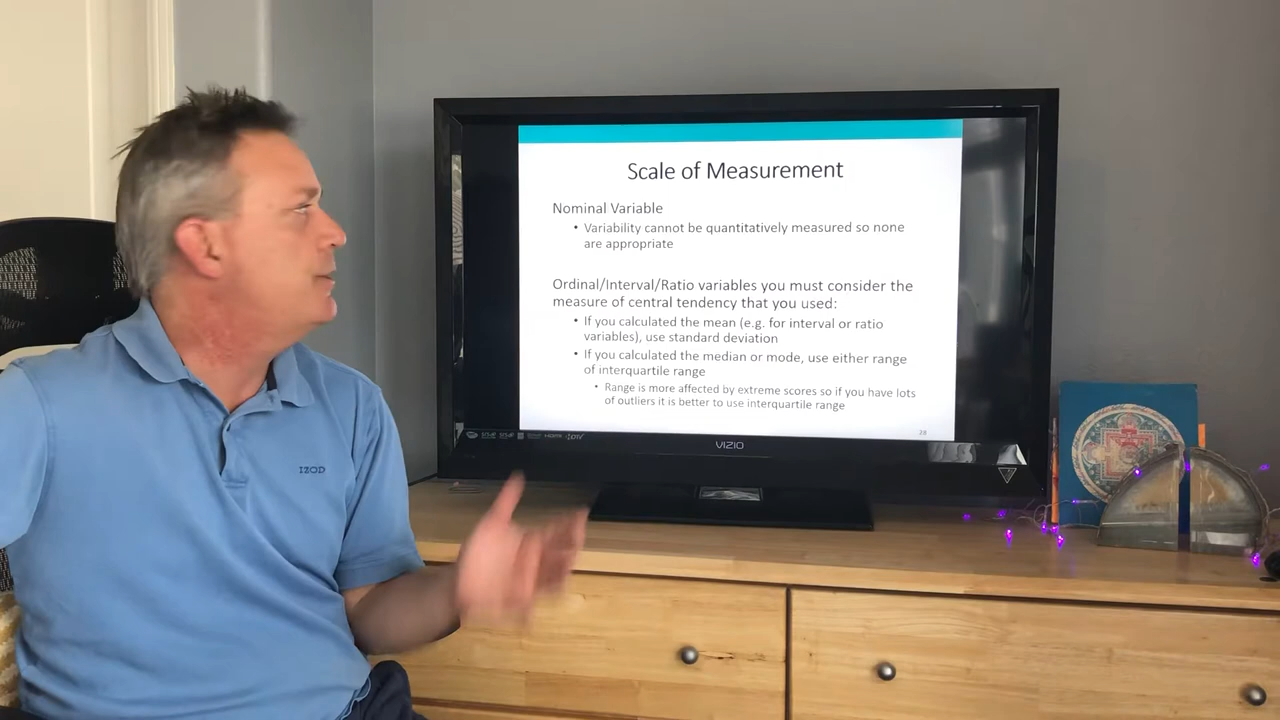 Scale of Measurement
Nominal Variable
• Variability cannot be quantitatively measured so none
are appropriate
Ordinal/Interval/Ratio variables you must consider the
measure of central tendency that you used:
• If you calculated the mean (e.g. for interval or ratio
variables), use standard deviation
• If you calculated the median or mode, use either range
of interquartile range
• Range is more affected by extreme scores so if you have lots
of outliers it is better to use interquartile range
VIZIO
IZOD